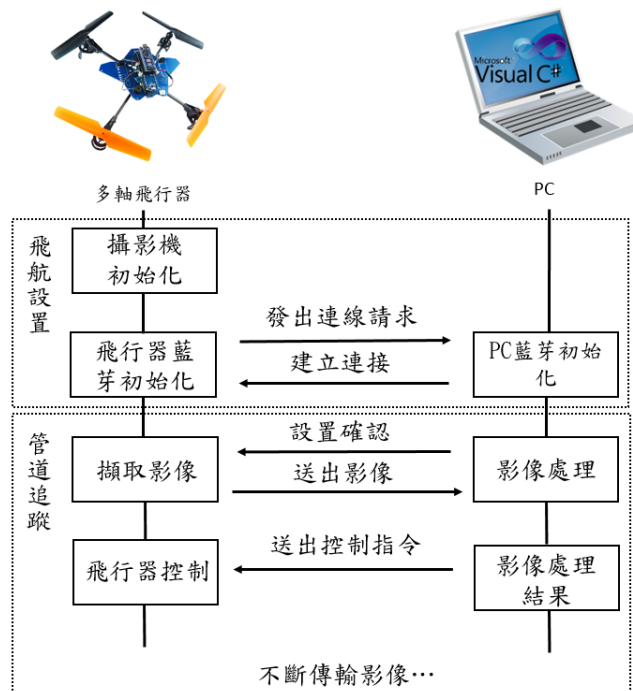 Microsoft
Visual C#
多軸飛行器
PC
飛航設置
攝影機
初始化
發出連線請求
飛行器藍
芽初始化
建立連接
PC藍芽初始
化
管道追蹤
設置確認
擷取影像
送出影像
影像處理
送出控制指令
飛行器控制
影像處理
結果
不斷傳輸影像…